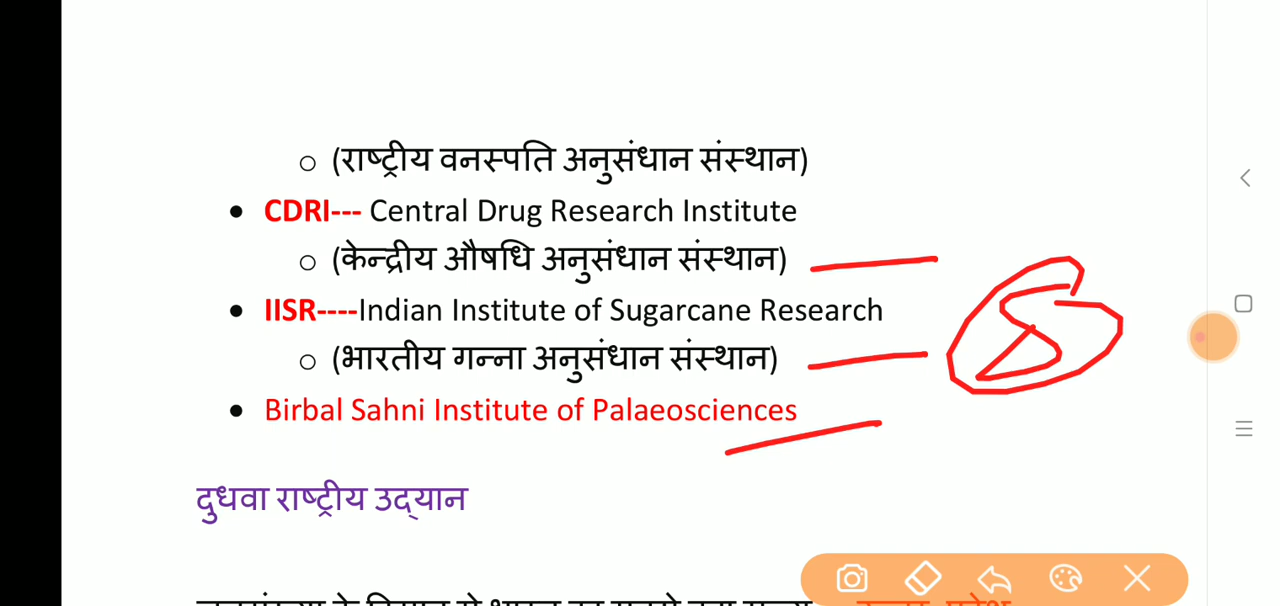 ○ (राष्ट्रीय वनस्पति अनुसंधान संस्थान)
• CDRI--- Central Drug Research Institute
○ (केन्द्रीय औषधि अनुसंधान संस्थान)
• IISR----Indian Institute of Sugarcane Research
○ (भारतीय गन्ना अनुसंधान संस्थान)
• Birbal Sahni Institute of Palaeosciences
दुधवा राष्ट्रीय उद्यान